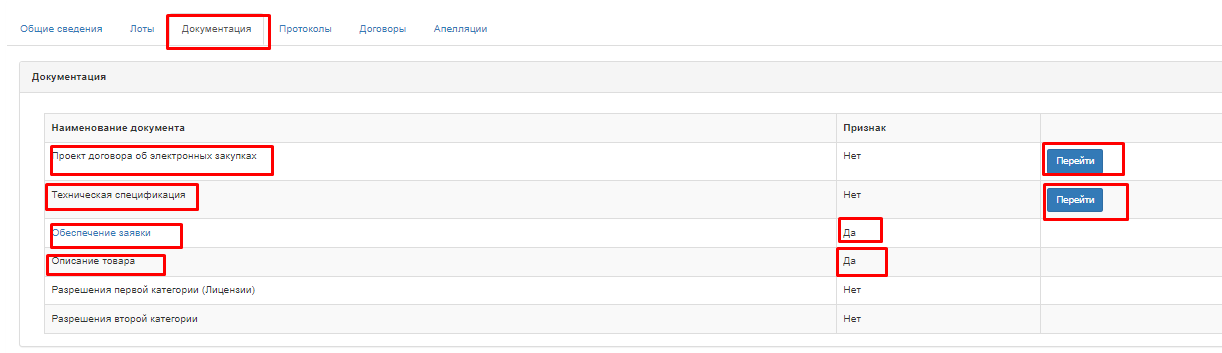 Общие сведения Лоты Документация Протоколы Договоры Апелляции
Документация
Наименование документа Признак
Проект договора об электронных закупках Нет Перейти
Техническая спецификация Нет Перейти
Обеспечение заявки Да
Описание товара Да
Разрешения первой категории (Лицензии) Нет
Разрешения второй категории Нет